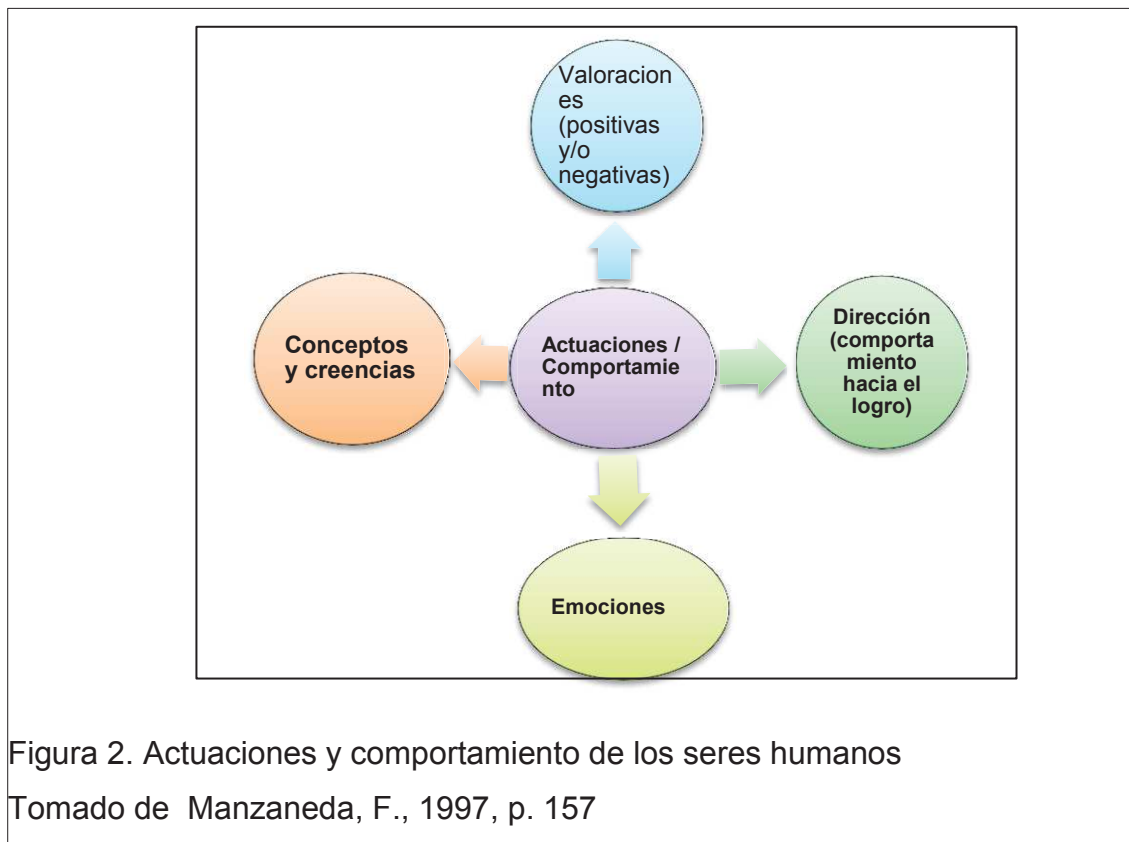 Valoracion
es
(positivas
y/o
negativas)
Conceptos
y creencias
Actuaciones /
Comportamie
nto
Dirección
(comporta
miento
hacia el
logro)
Emociones
Figura 2. Actuaciones y comportamiento de los seres humanos
Tomado de Manzaneda, F., 1997, p. 157